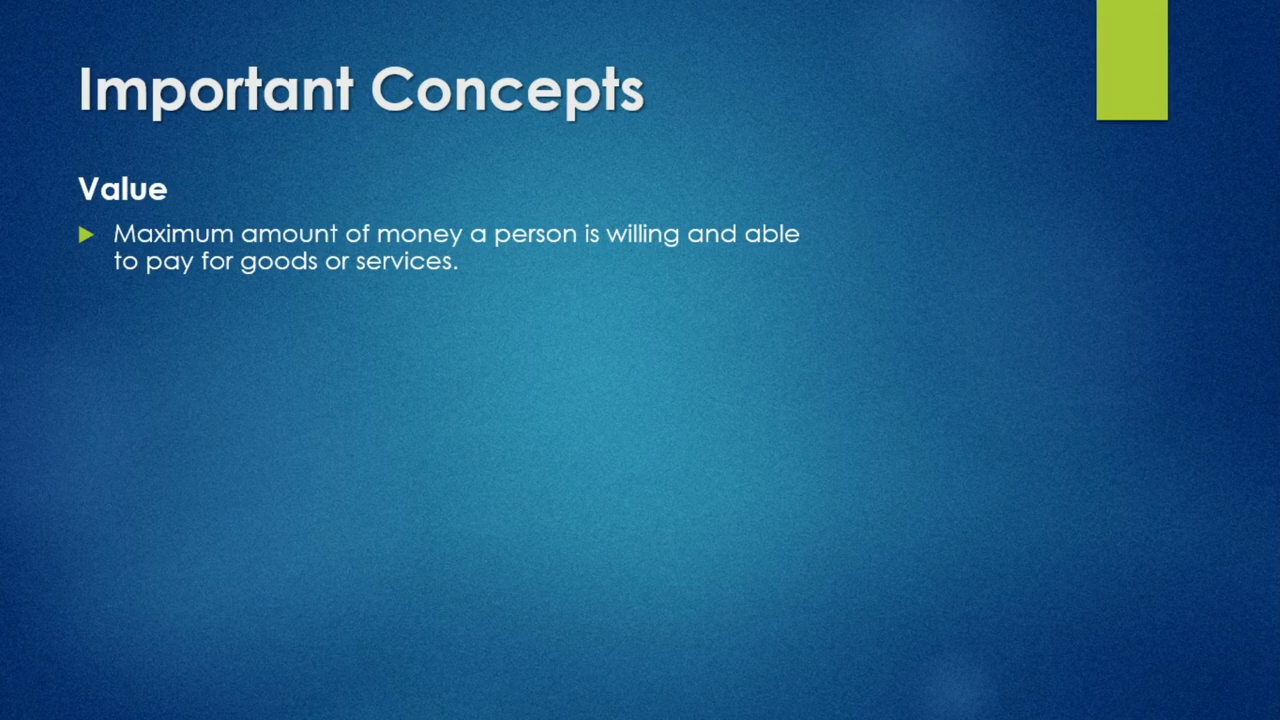 Important Concepts
Value
Maximum amount of money a person is willing and able
to pay for goods or services.